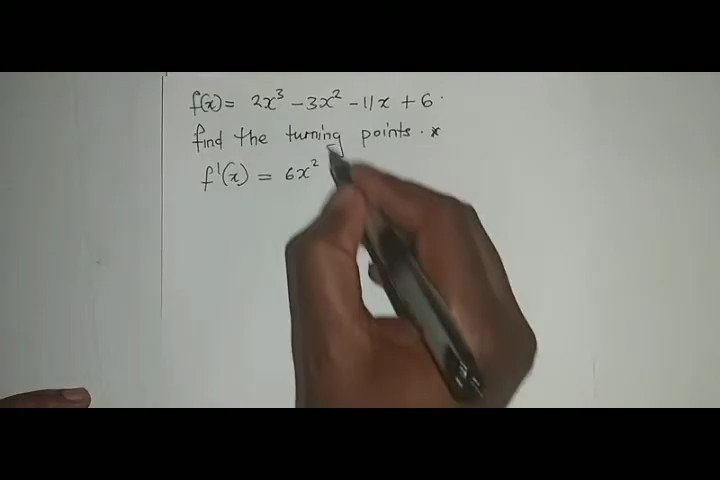 f(x) = 2x³ - 3x² - 11x + 6.
find the turning points.
f'(x) = 6x²